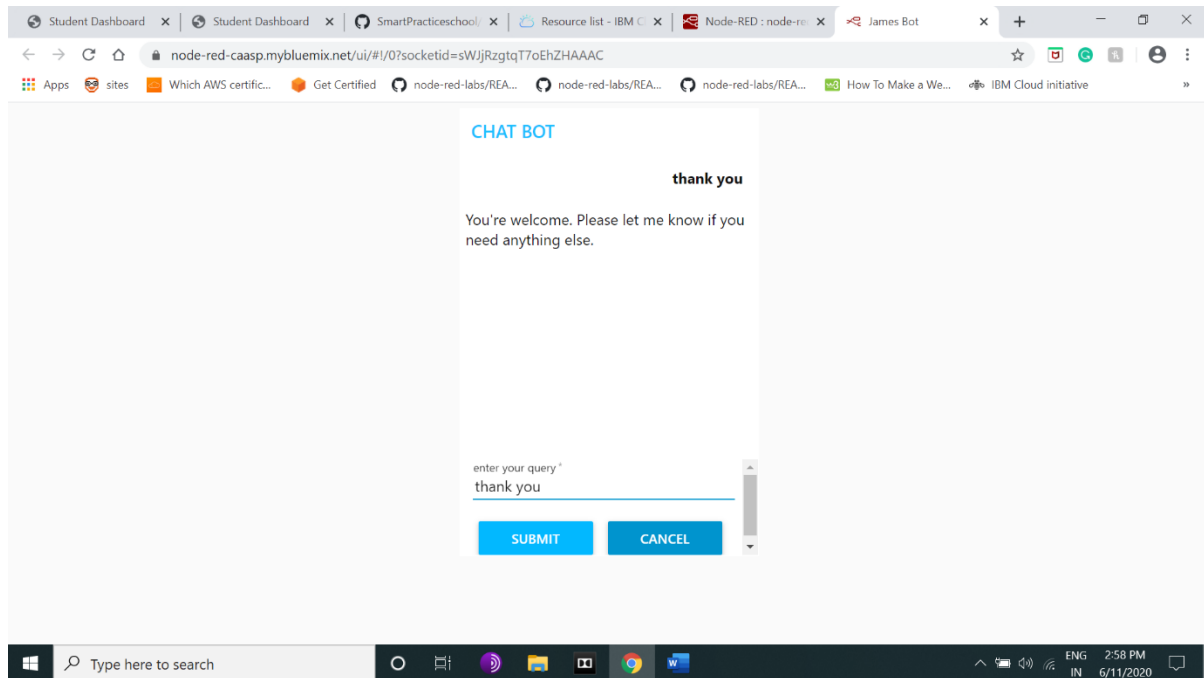 Student Dashboard
Student Dashboard
SmartPracticeschool/
Resource list - IBM C
Node-RED : node-re
James Bot
node-red-caasp.mybluemix.net/ui/#!/0?socketid=sWJjRzgtqT7oEhZHAAAC
Apps
sites
Which AWS certific...
Get Certified
node-red-labs/REA...
node-red-labs/REA...
node-red-labs/REA...
How To Make a We...
IBM Cloud initiative
»
CHAT BOT
thank you
You're welcome. Please let me know if you
need anything else.
enter your query *
thank you
SUBMIT
CANCEL
Type here to search
ENG
IN
2:58 PM
6/11/2020